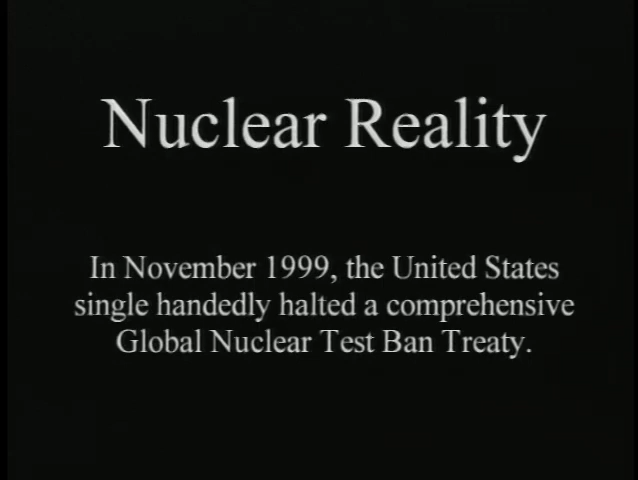 Nuclear Reality
In November 1999, the United States
single handedly halted a comprehensive
Global Nuclear Test Ban Treaty.